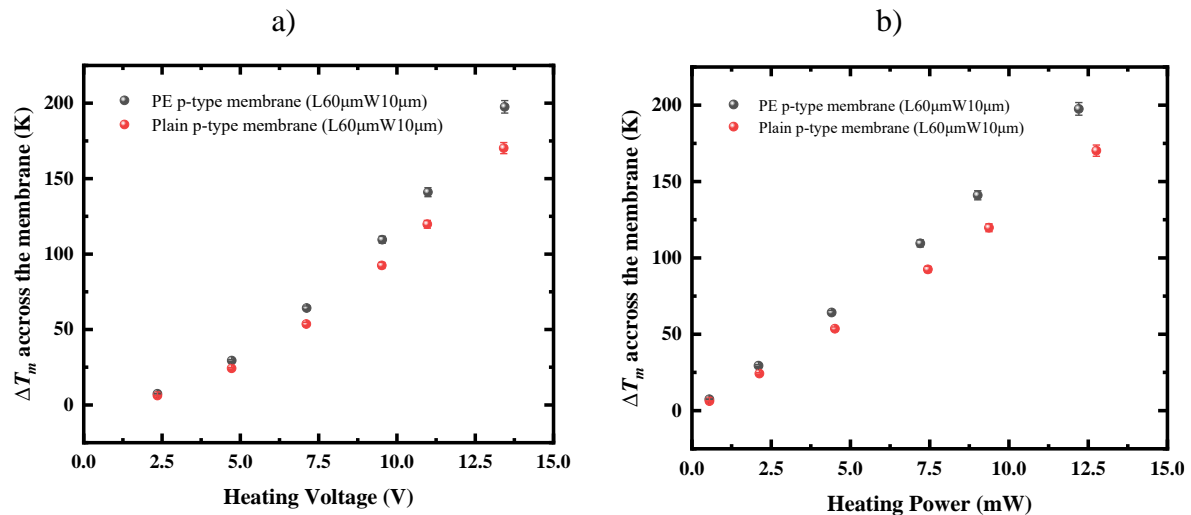 a)
PE p-type membrane (L60μmW10μm)
Plain p-type membrane (L60μmW10μm)
200
150
100
50
0
0.0 2.5 5.0 7.5 10.0 12.5 15.0
ΔTm accross the membrane (K)
Heating Voltage (V)
b)
PE p-type membrane (L60μmW10μm)
Plain p-type membrane (L60μmW10μm)
200
150
100
50
0
0.0 2.5 5.0 7.5 10.0 12.5 15.0
ΔTm accross the membrane (K)
Heating Power (mW)